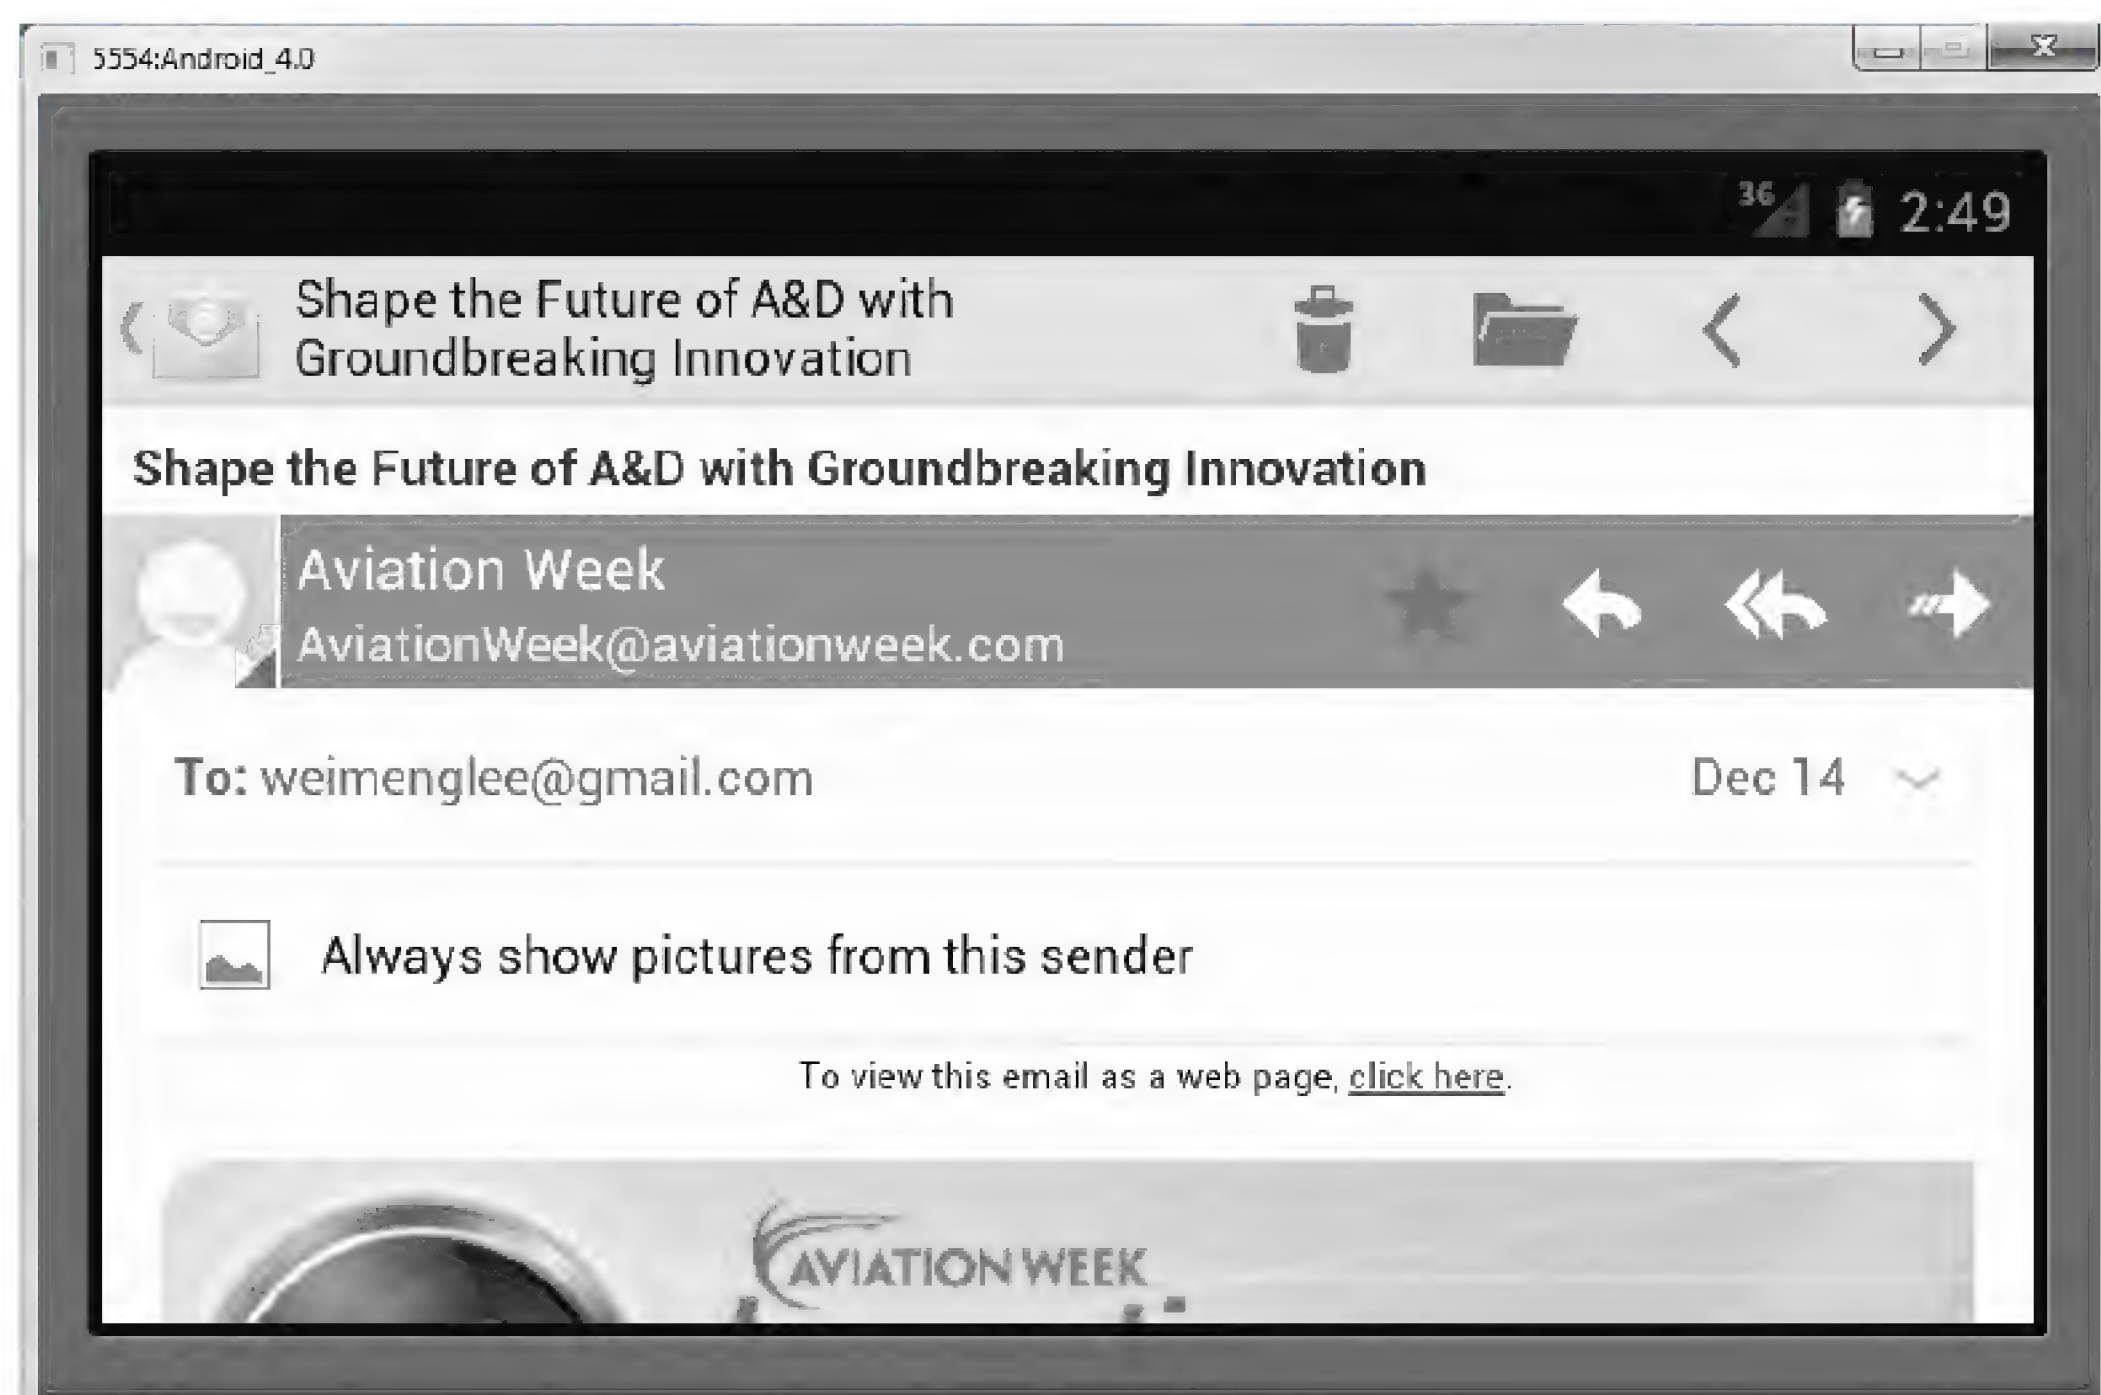 5554:Android_4.0
3G
2:49
Shape the Future of A&D with
Groundbreaking Innovation
Shape the Future of A&D with Groundbreaking Innovation
Aviation Week
AviationWeek@aviationweek.com
To: weimenglee@gmail.com
Dec 14
Always show pictures from this sender
To view this email as a web page, click here.
AVIATION WEEK